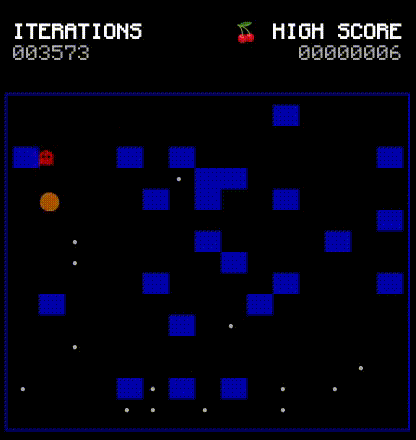 ITERATIONS
003573
HIGH SCORE
00000006